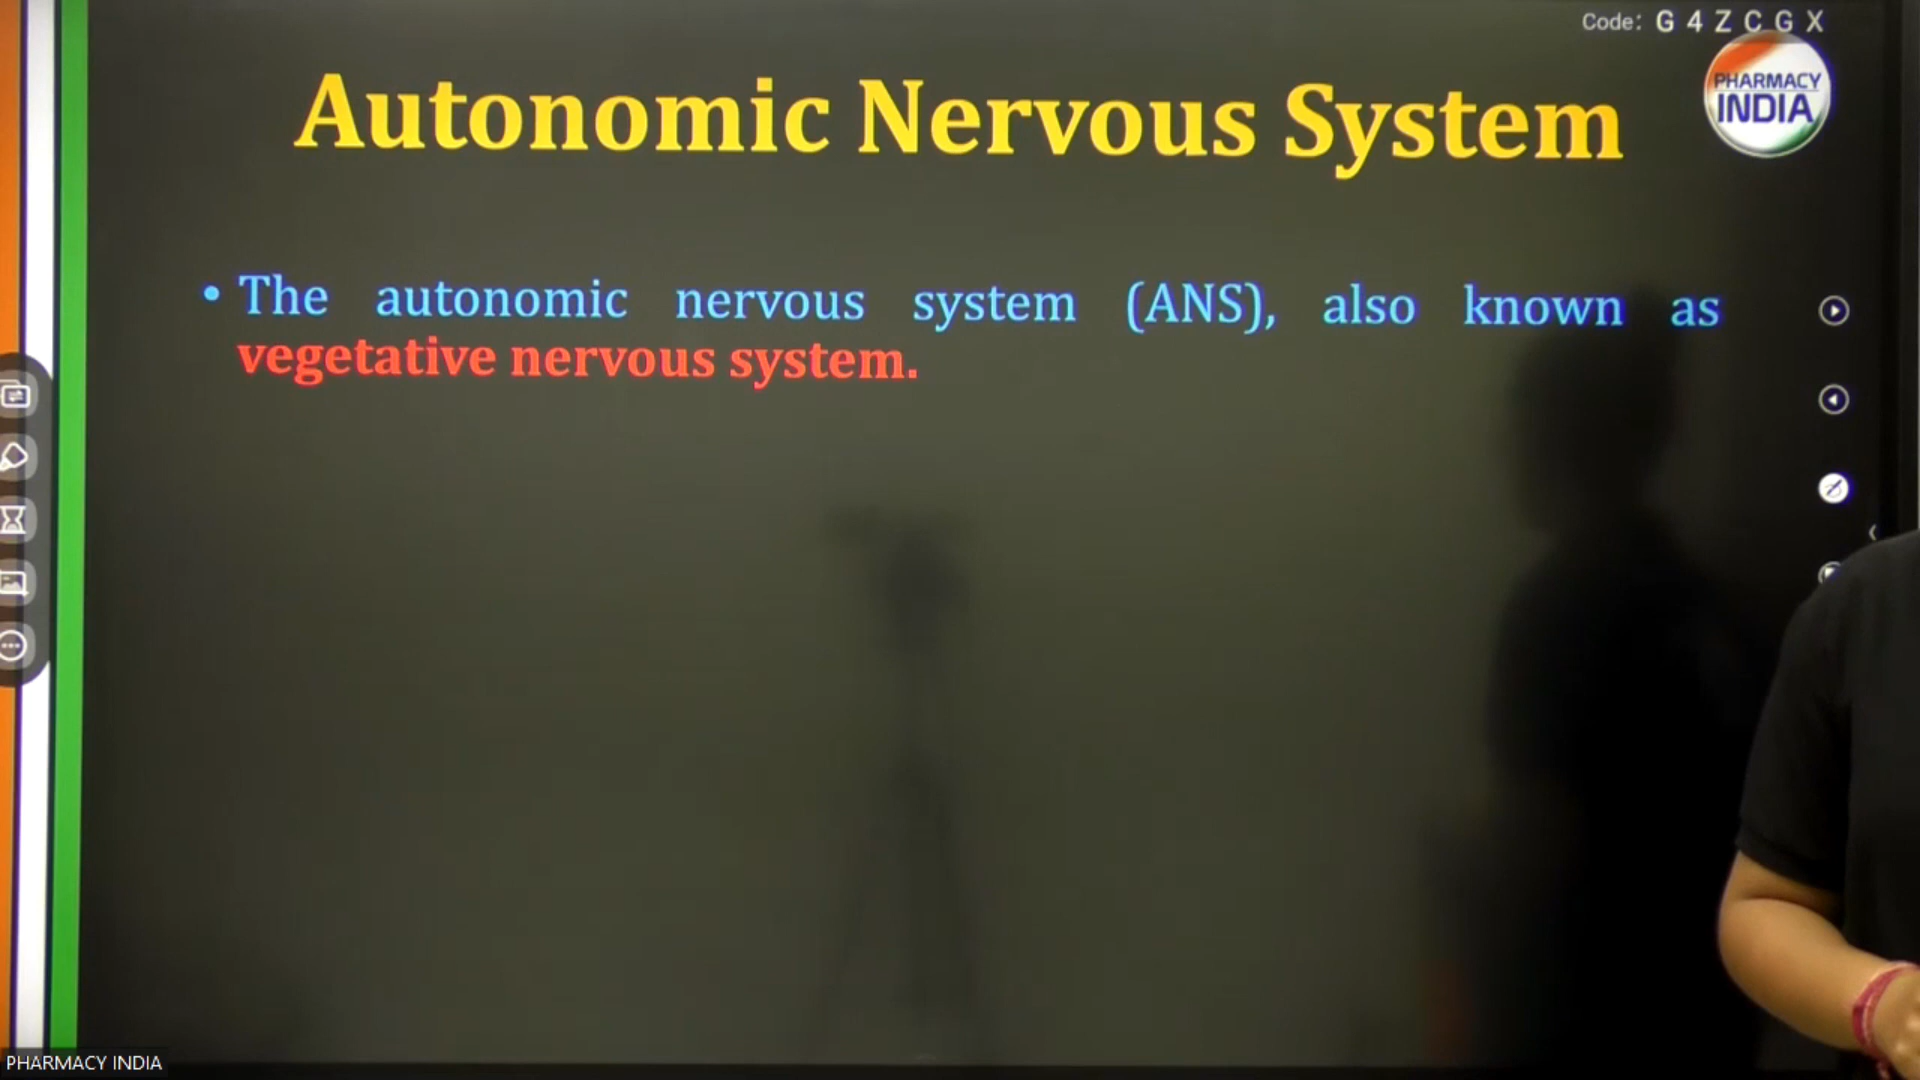 Code: G 4 Z C G X
PHARMACY
INDIA
Autonomic Nervous System
• The autonomic nervous system (ANS), also known as
vegetative nervous system.
PHARMACY INDIA